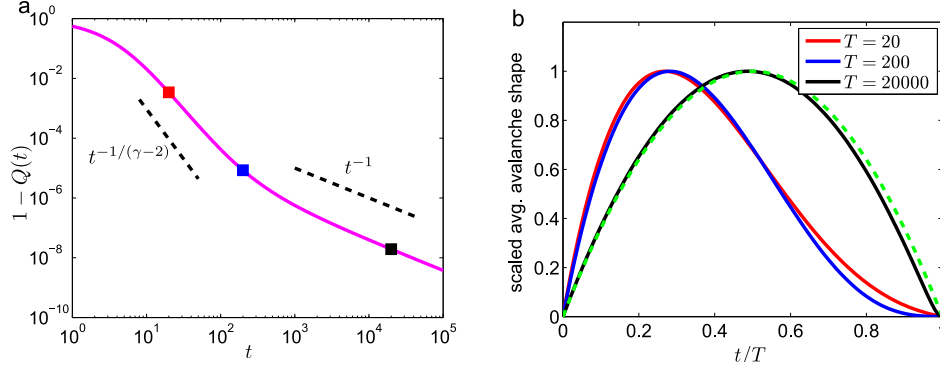 a
10^0
10^-2
10^-4
10^-6
10^-8
10^-10
1 − Q(t)
t^-1/(γ−2)
t^-1
10^0 10^1 10^2 10^3 10^4 10^5
t
b
T = 20
T = 200
T = 20000
1
0.8
0.6
0.4
0.2
0
scaled avg. avalanche shape
0 0.2 0.4 0.6 0.8 1
t/T